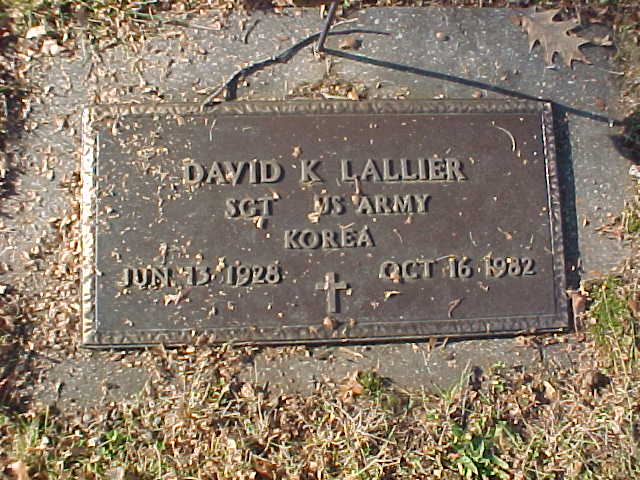 DAVID K LALLIER
SGT US ARMY
KOREA
JUN 13 1928 OCT 16 1982